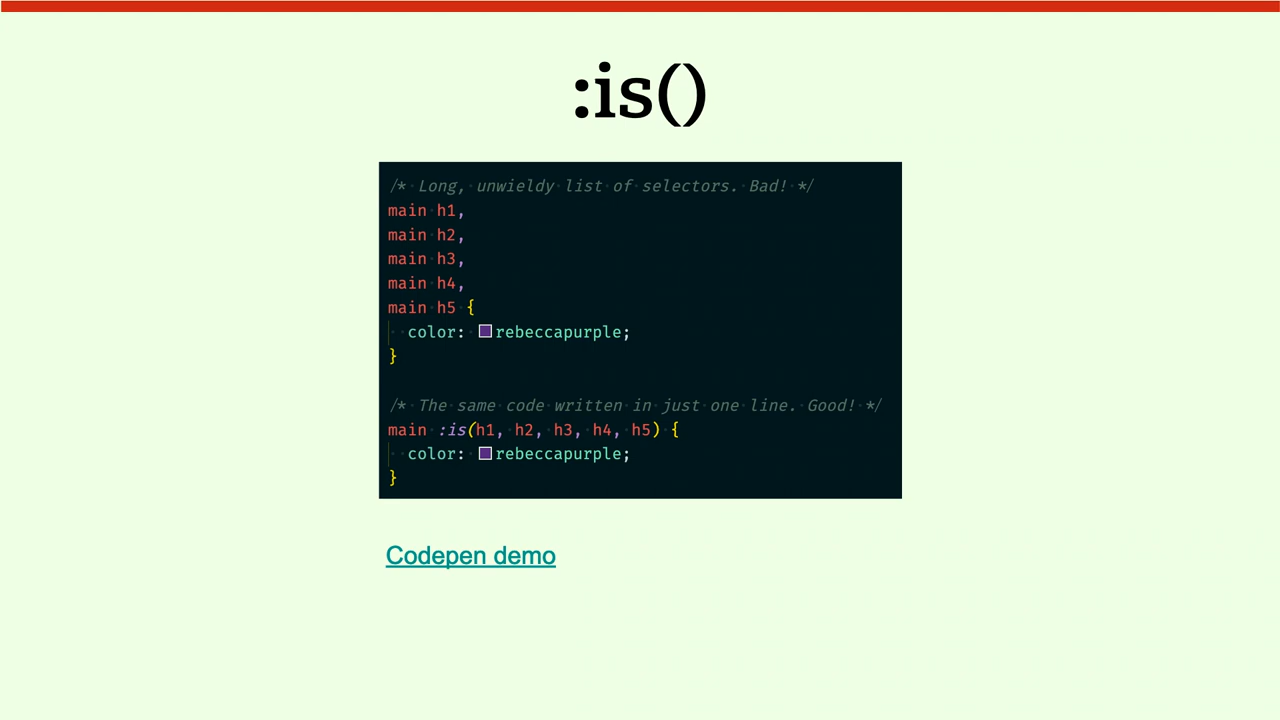 :is()
/* Long, unwieldy list of selectors. Bad! */
main h1,
main h2,
main h3,
main h4,
main h5 {
  color: rebeccapurple;
}
/* The same code written in just one line. Good! */
main :is(h1, h2, h3, h4, h5) {
  color: rebeccapurple;
}
Codepen demo